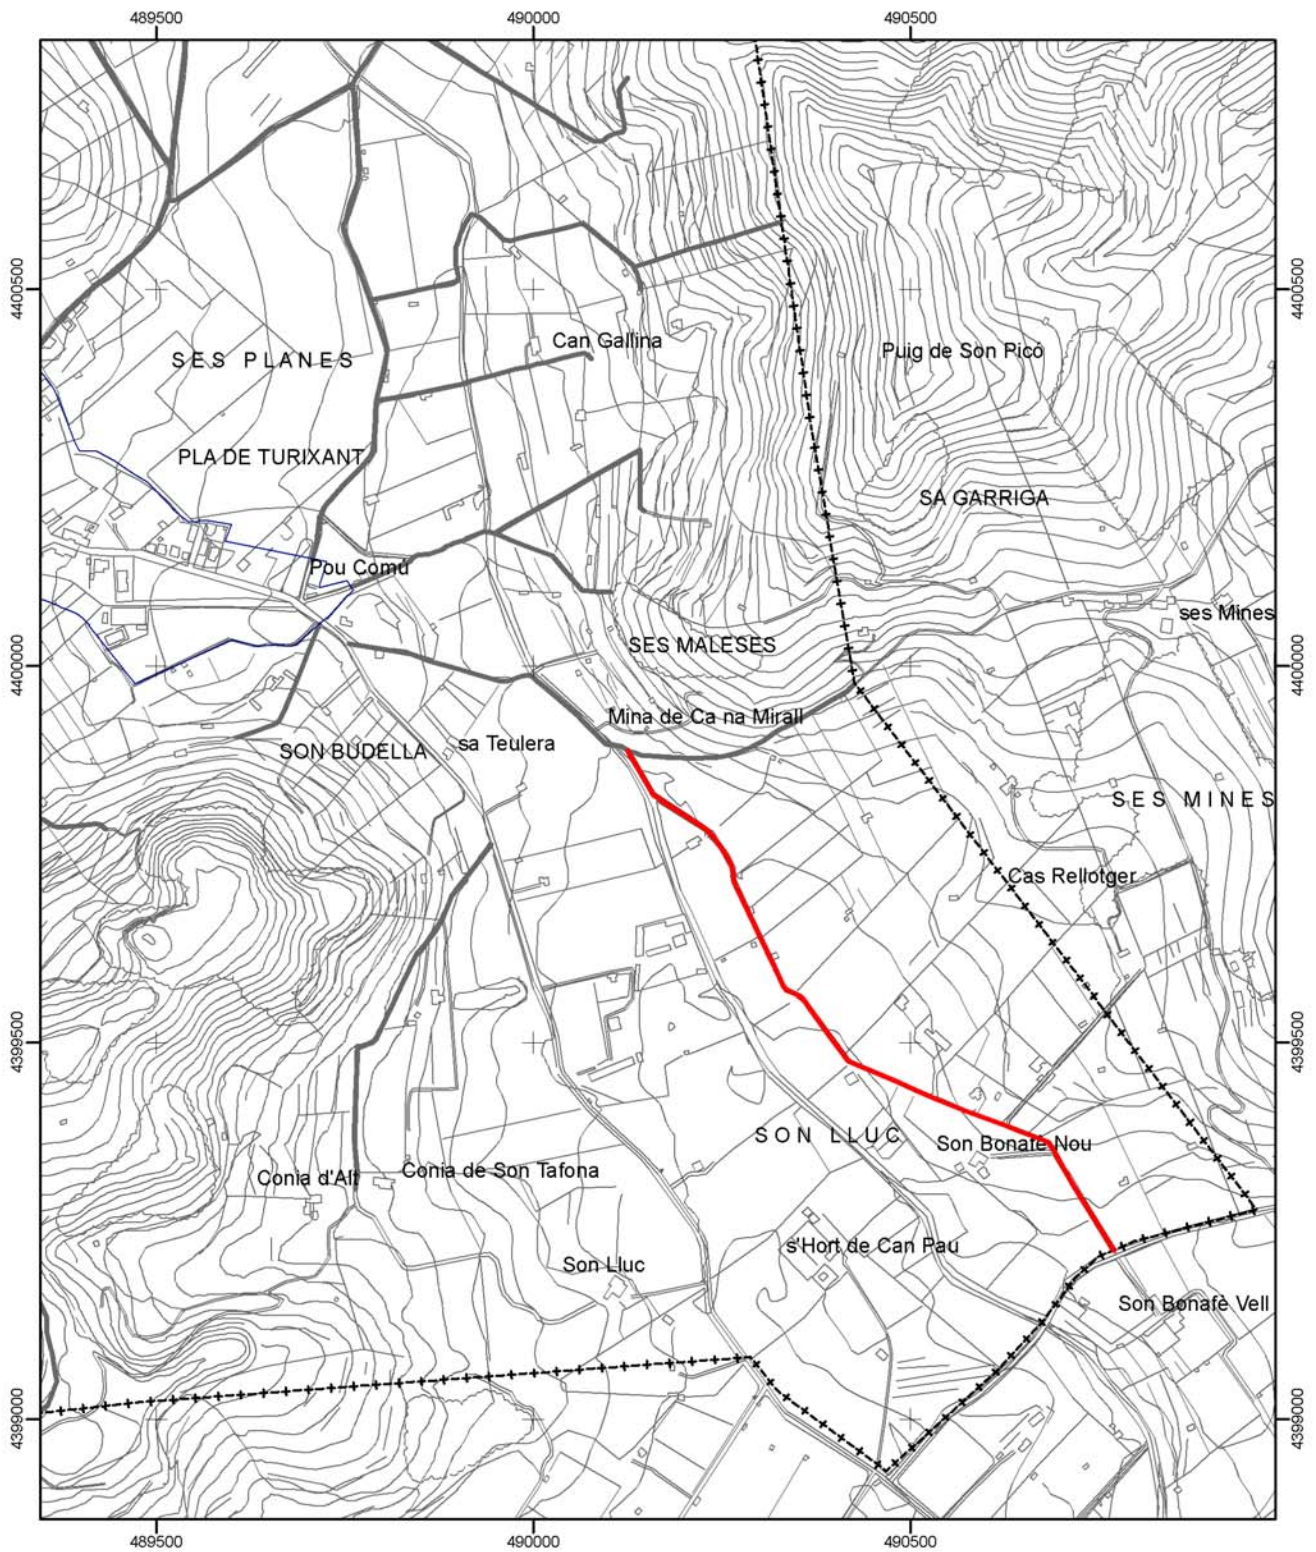 489500
490000
490500
4400500
4400500
Can Gallina
SES PLANES
Puig de Son Picó
PLA DE TURIXANT
SA GARRIGA
Pou Comú
ses Mines
SES MALESES
4400000
4400000
Mina de Ca na Mirall
SON BUDELLA
sa Teulera
SES MINES
Cas Rellotger
4399500
4399500
SON LLUC
Son Bonafè Nou
Conia d'Alt
Conia de Son Tafona
s'Hort de Can Pau
Son Lluc
Son Bonafè Vell
4399000
4399000
489500
490000
490500